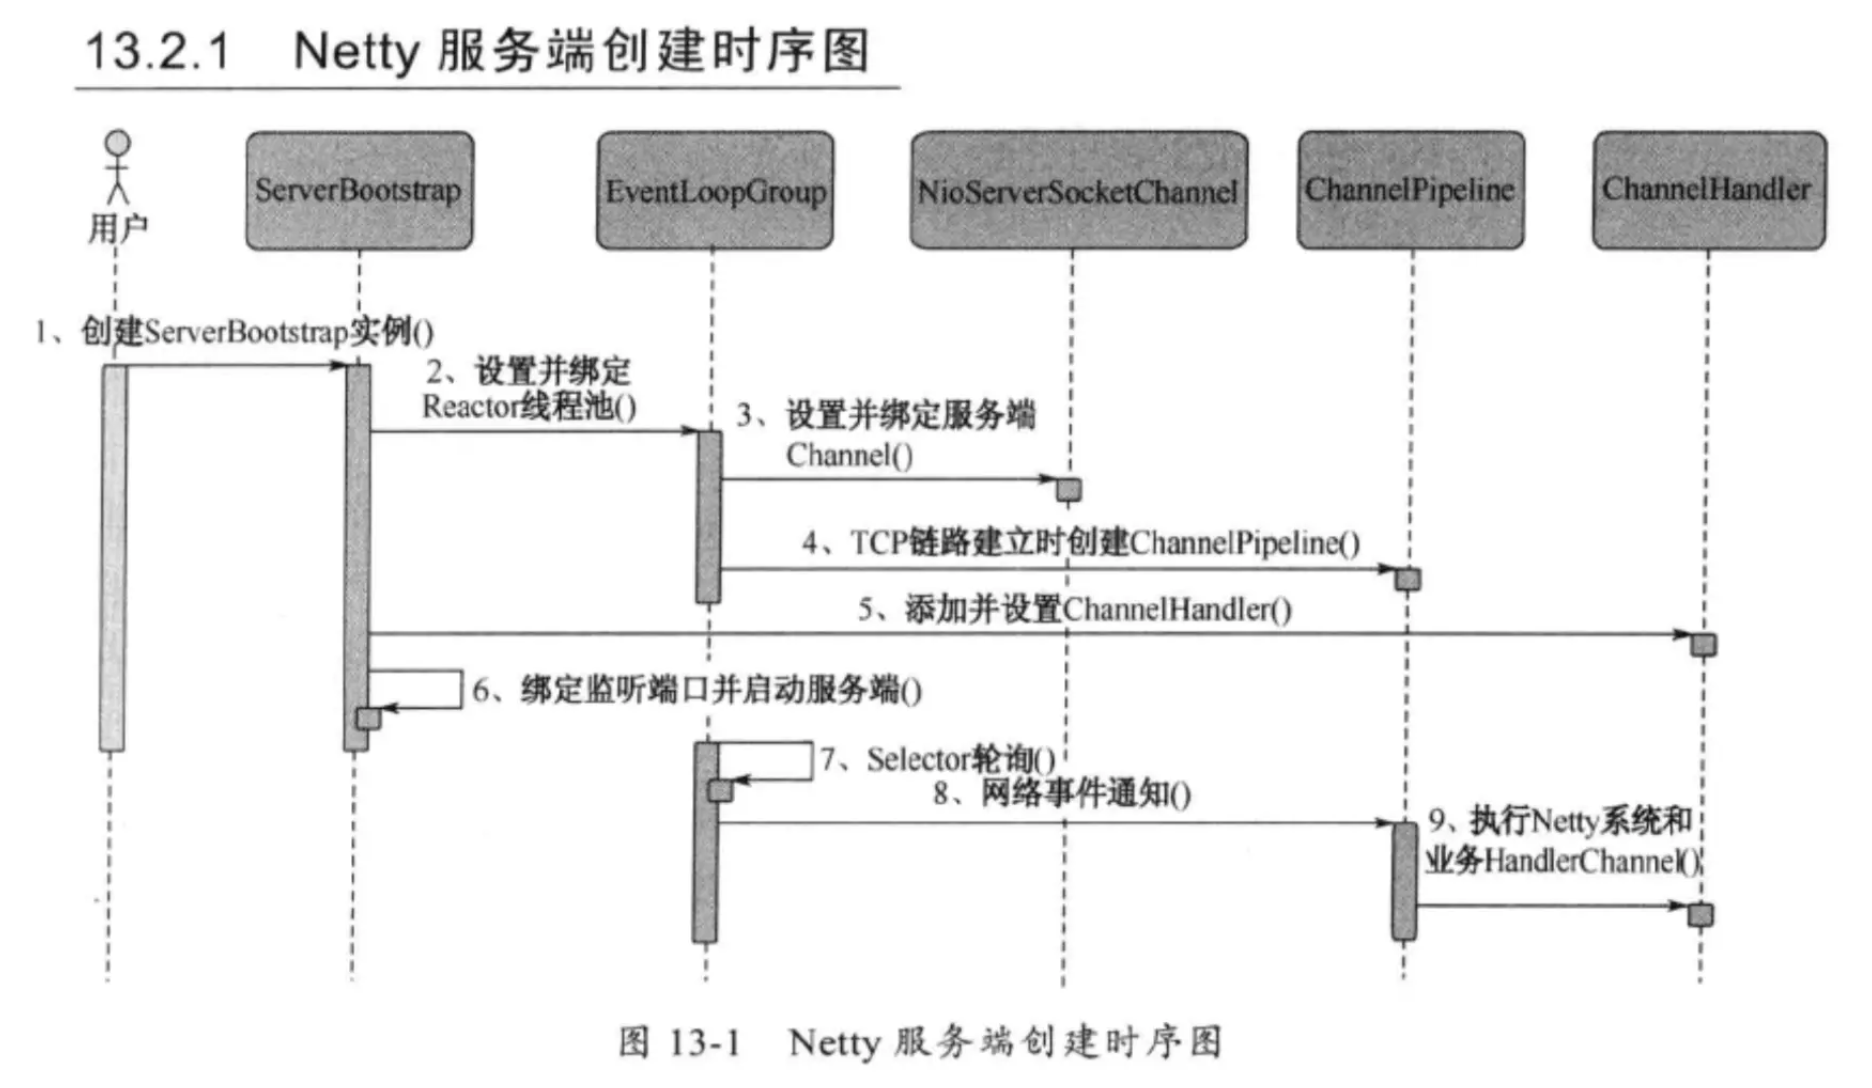 13.2.1 Netty 服务端创建时序图
用户
ServerBootstrap
EventLoopGroup
NioServerSocketChannel
ChannelPipeline
ChannelHandler
1、创建ServerBootstrap实例()
2、设置并绑定
Reactor线程池()
3、设置并绑定服务端
Channel()
4、TCP链路建立时创建ChannelPipeline()
5、添加并设置ChannelHandler()
6、绑定监听端口并启动服务端()
7、Selector轮询()
8、网络事件通知()
9、执行Netty系统和
业务HandlerChannel()
图 13-1 Netty 服务端创建时序图